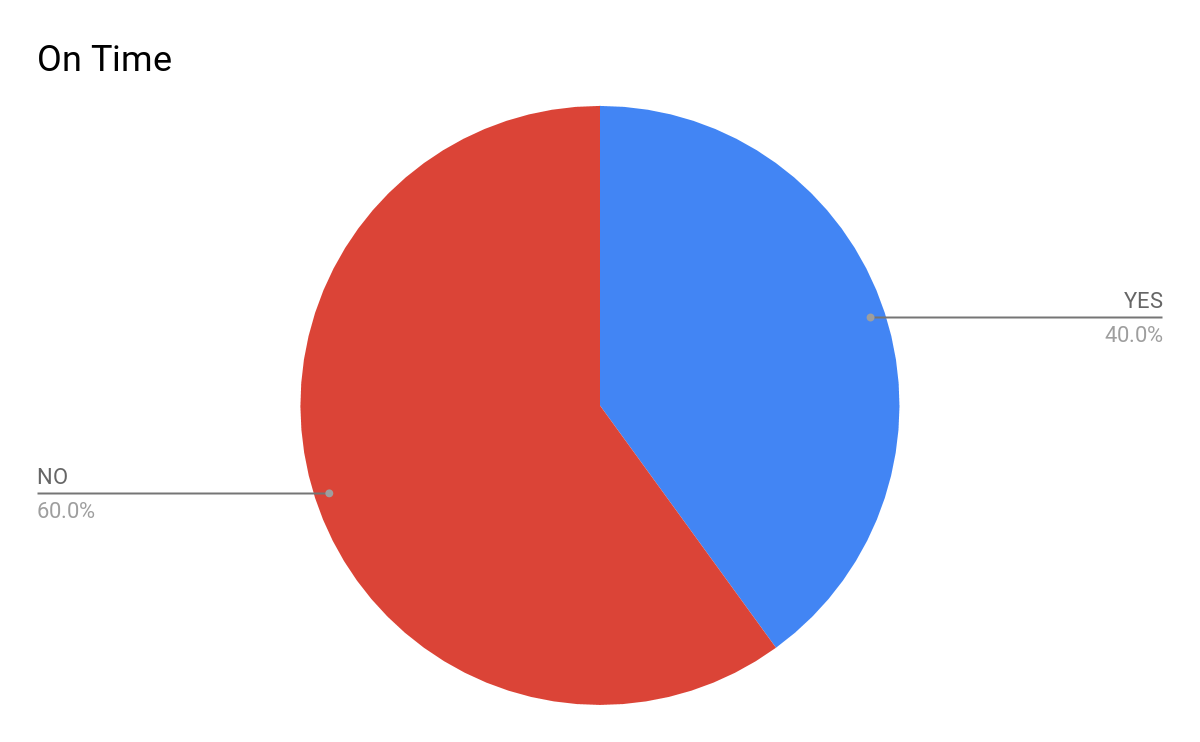 On Time
YES
40.0%
NO
60.0%